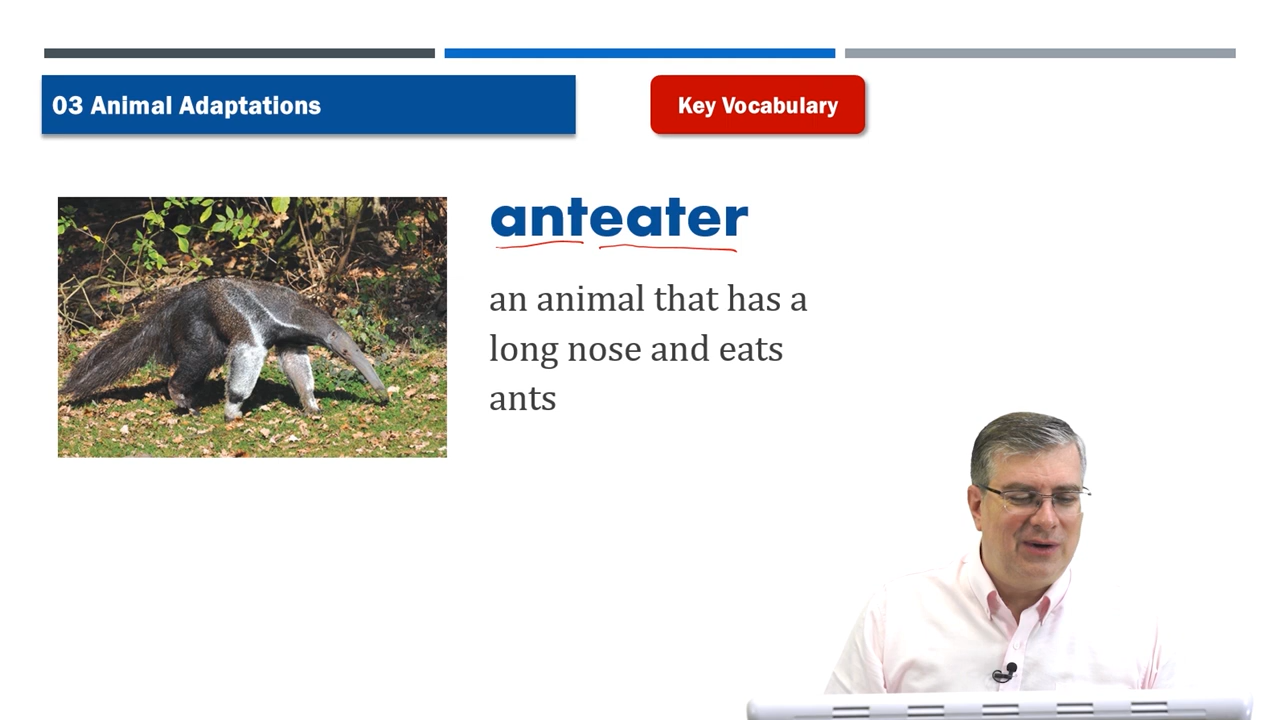 03 Animal Adaptations
Key Vocabulary
anteater
an animal that has a
long nose and eats
ants